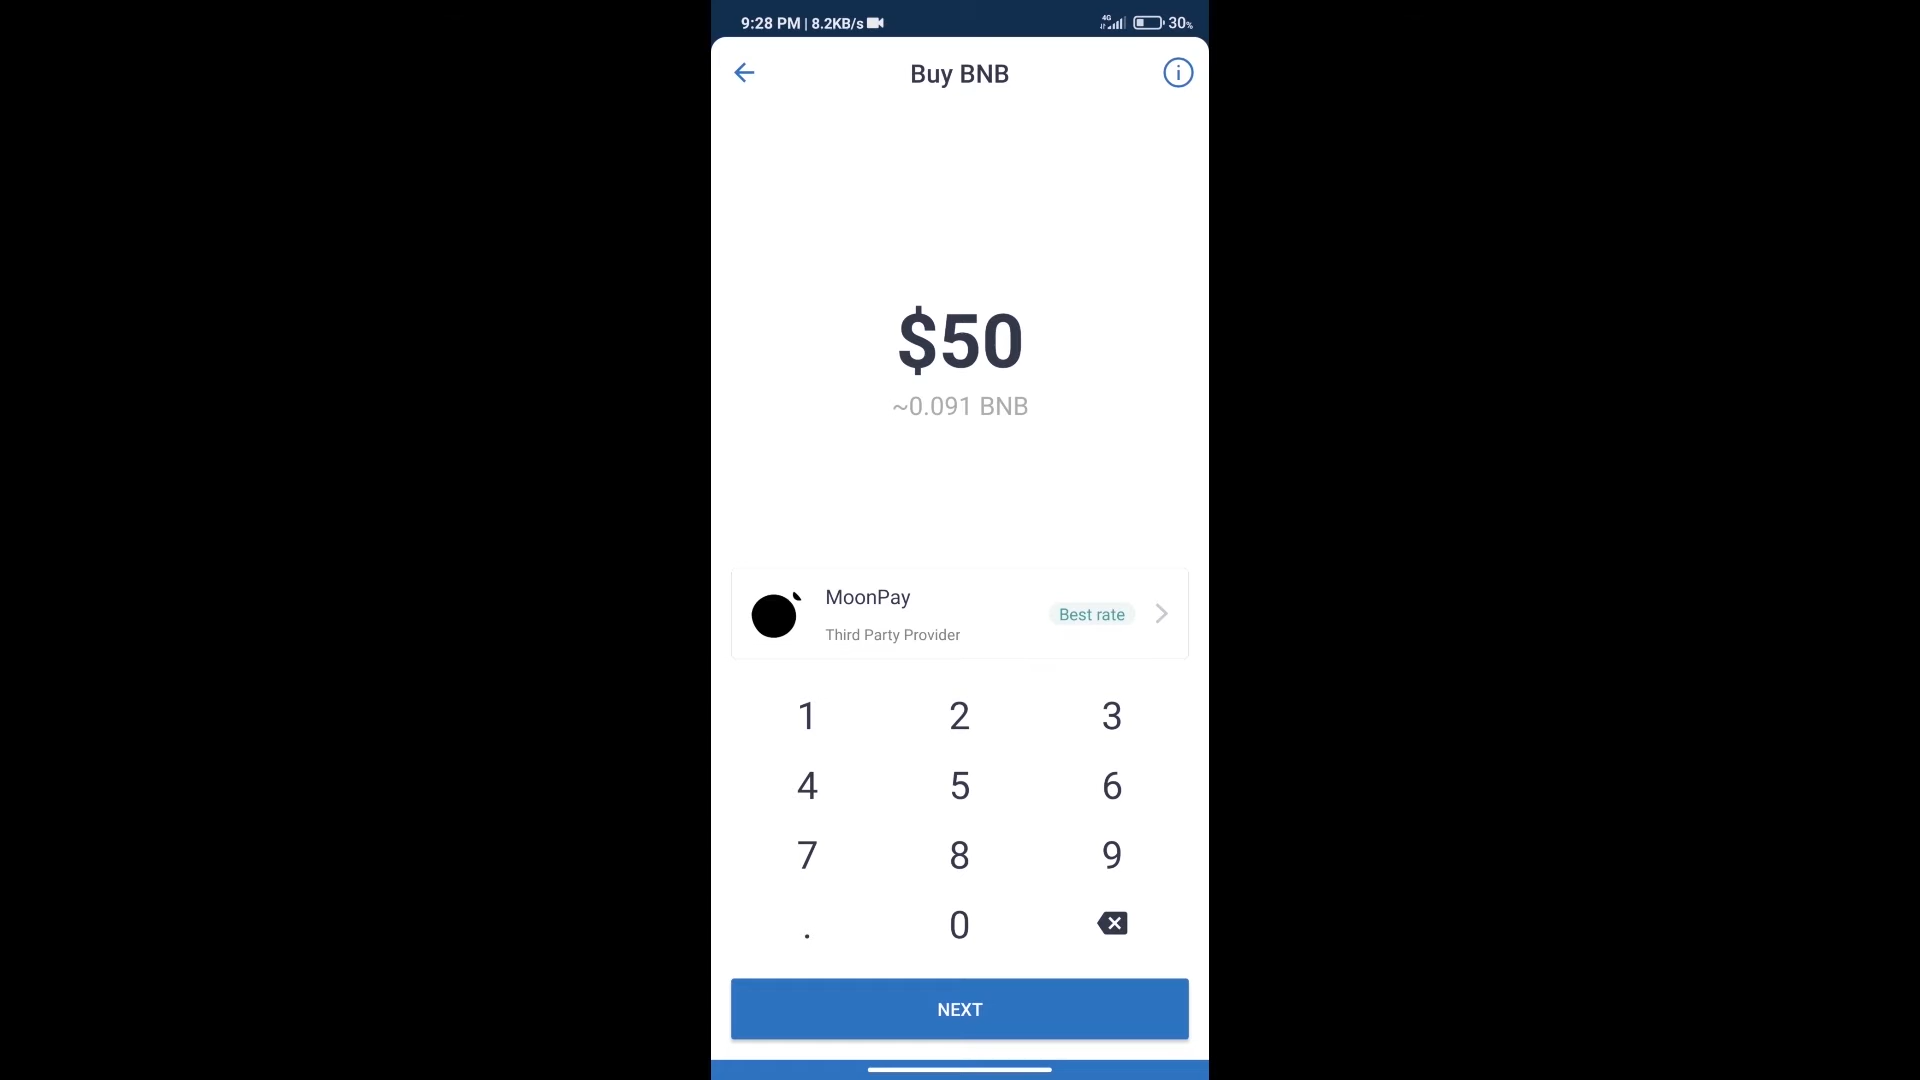 9:28 PM | 8.2KB/s 4G 30%
Buy BNB
$50
~0.091 BNB
MoonPay
Third Party Provider
Best rate
1 2 3
4 5 6
7 8 9
. 0
NEXT